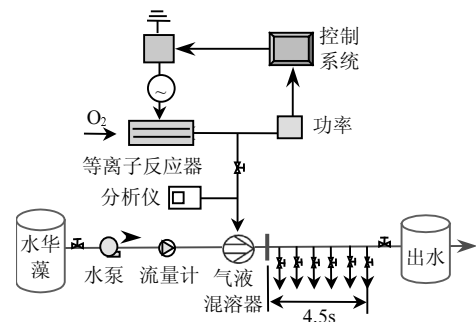 控制
系统
~
O₂
功率
等离子反应器
分析仪
水华
藻
水泵
流量计
气液
混溶器
出水
4.5s